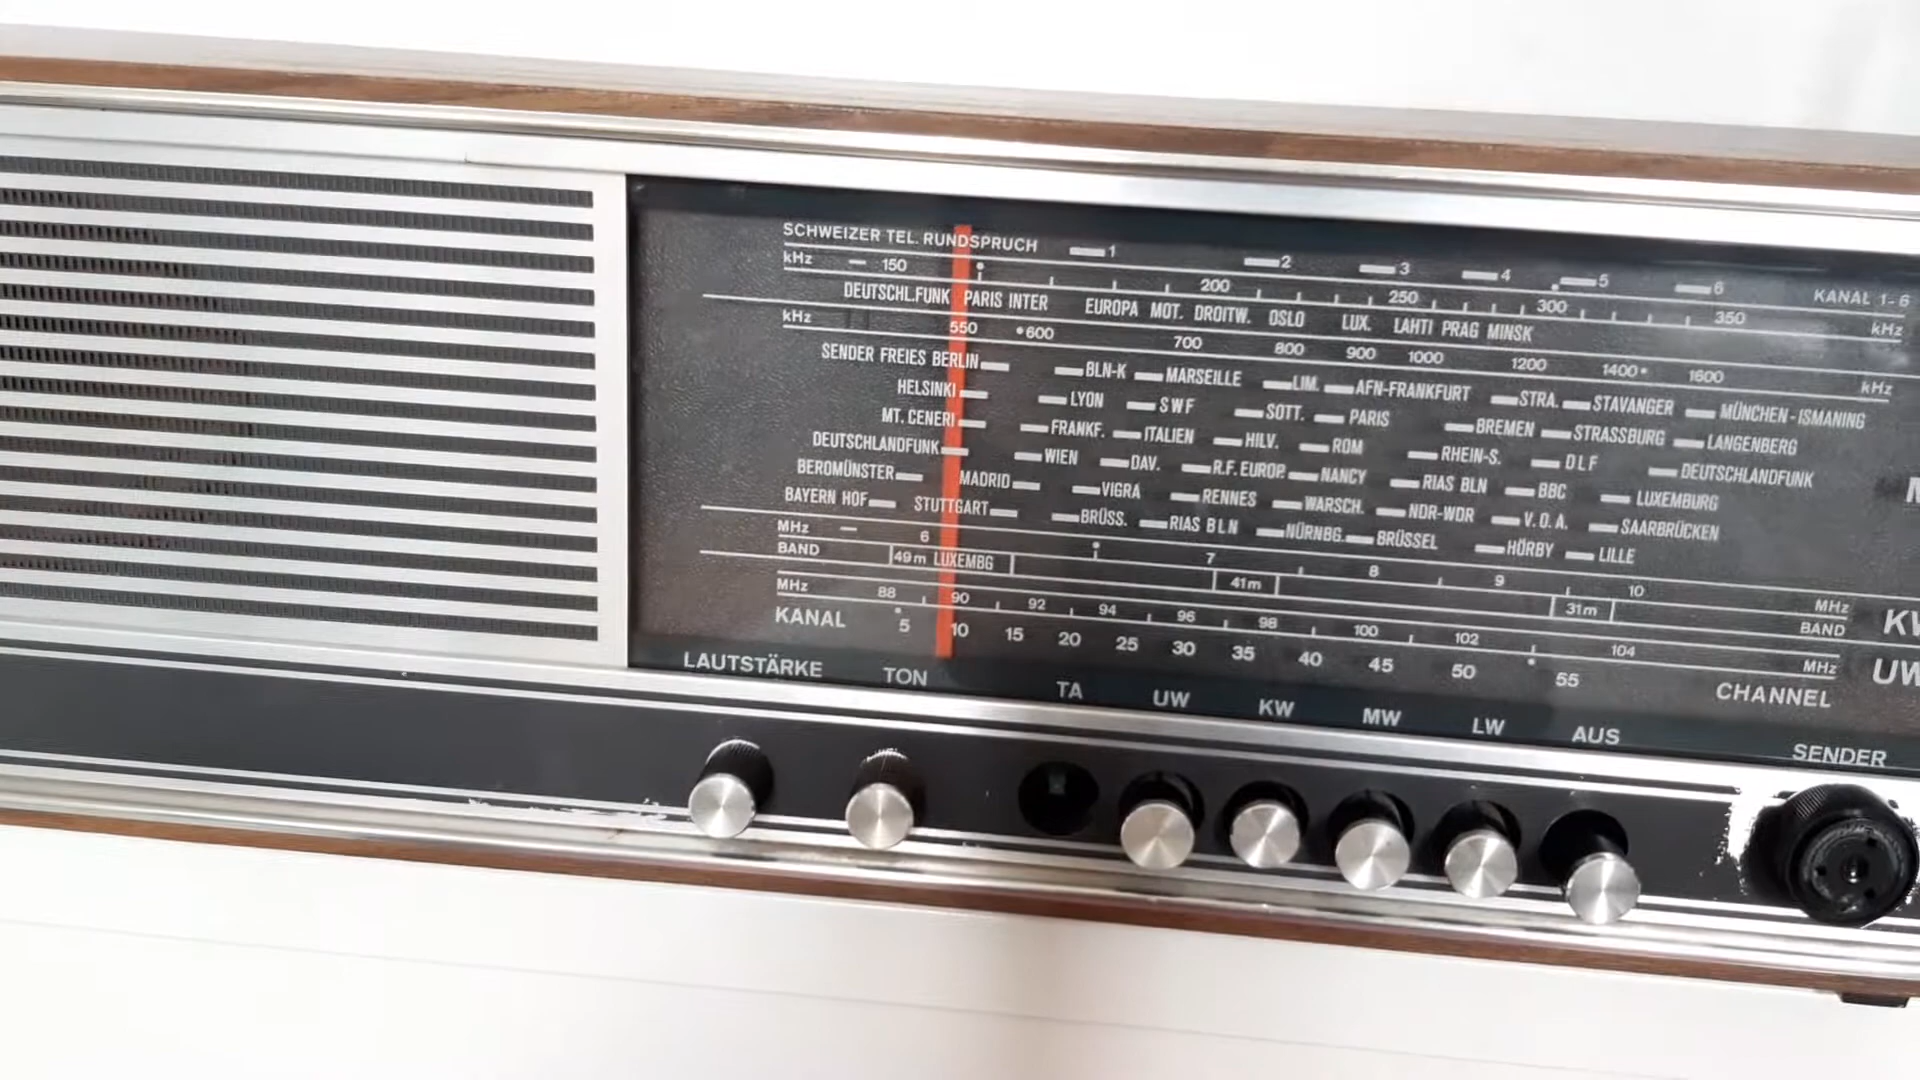 SCHWEIZER TEL. RUNDSPRUCH 1 2 3 4 5 6 KANAL 1-6
kHz 150 200 250 300 350 kHz
DEUTSCHL.FUNK PARIS INTER EUROPA MOT. DROITW. OSLO LUX. LAHTI PRAG MINSK
kHz 550 600 700 800 900 1000 1200 1400 1600 kHz
SENDER FREIES BERLIN BLN-K MARSEILLE LIM. AFN-FRANKFURT STRA. STAVANGER MÜNCHEN-ISMANING
HELSINKI LYON SWF SOTT. PARIS BREMEN STRASSBURG LANGENBERG
MT. CENERI FRANKF. ITALIEN HILV. ROM RHEIN-S. DLF DEUTSCHLANDFUNK
DEUTSCHLANDFUNK WIEN DAV. R.F. EUROP. NANCY RIAS BLN BBC LUXEMBURG
BEROMÜNSTER MADRID VIGRA RENNES WARSCH. NDR-WDR V.O.A. SAARBRÜCKEN
BAYERN HOF STUTTGART BRÜSS. RIAS BLN NÜRNBG. BRÜSSEL HÖRBY LILLE
MHz 6 7 8 9 10 MHz
BAND 49m LUXEMBG 41m 31m BAND
MHz 88 90 92 94 96 98 100 102 104 MHz
KANAL 5 10 15 20 25 30 35 40 45 50 55 CHANNEL
LAUTSTÄRKE TON TA UW KW MW LW AUS SENDER